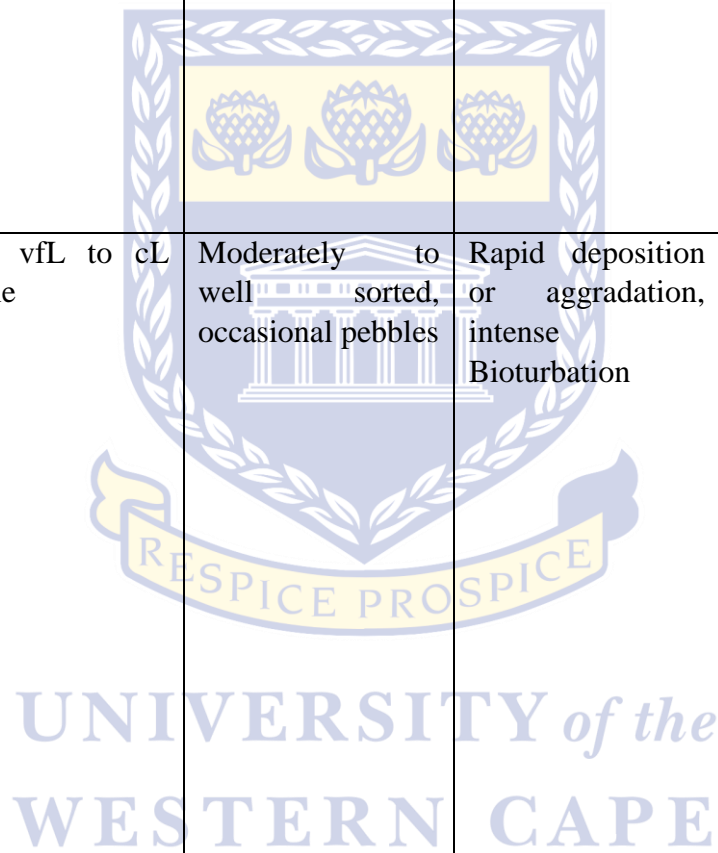 vfL to cL
Moderately to
well sorted,
occasional pebbles
Rapid deposition
or aggradation,
intense
Bioturbation
RESPICE PROSPICE
UNIVERSITY of the
WESTERN CAPE